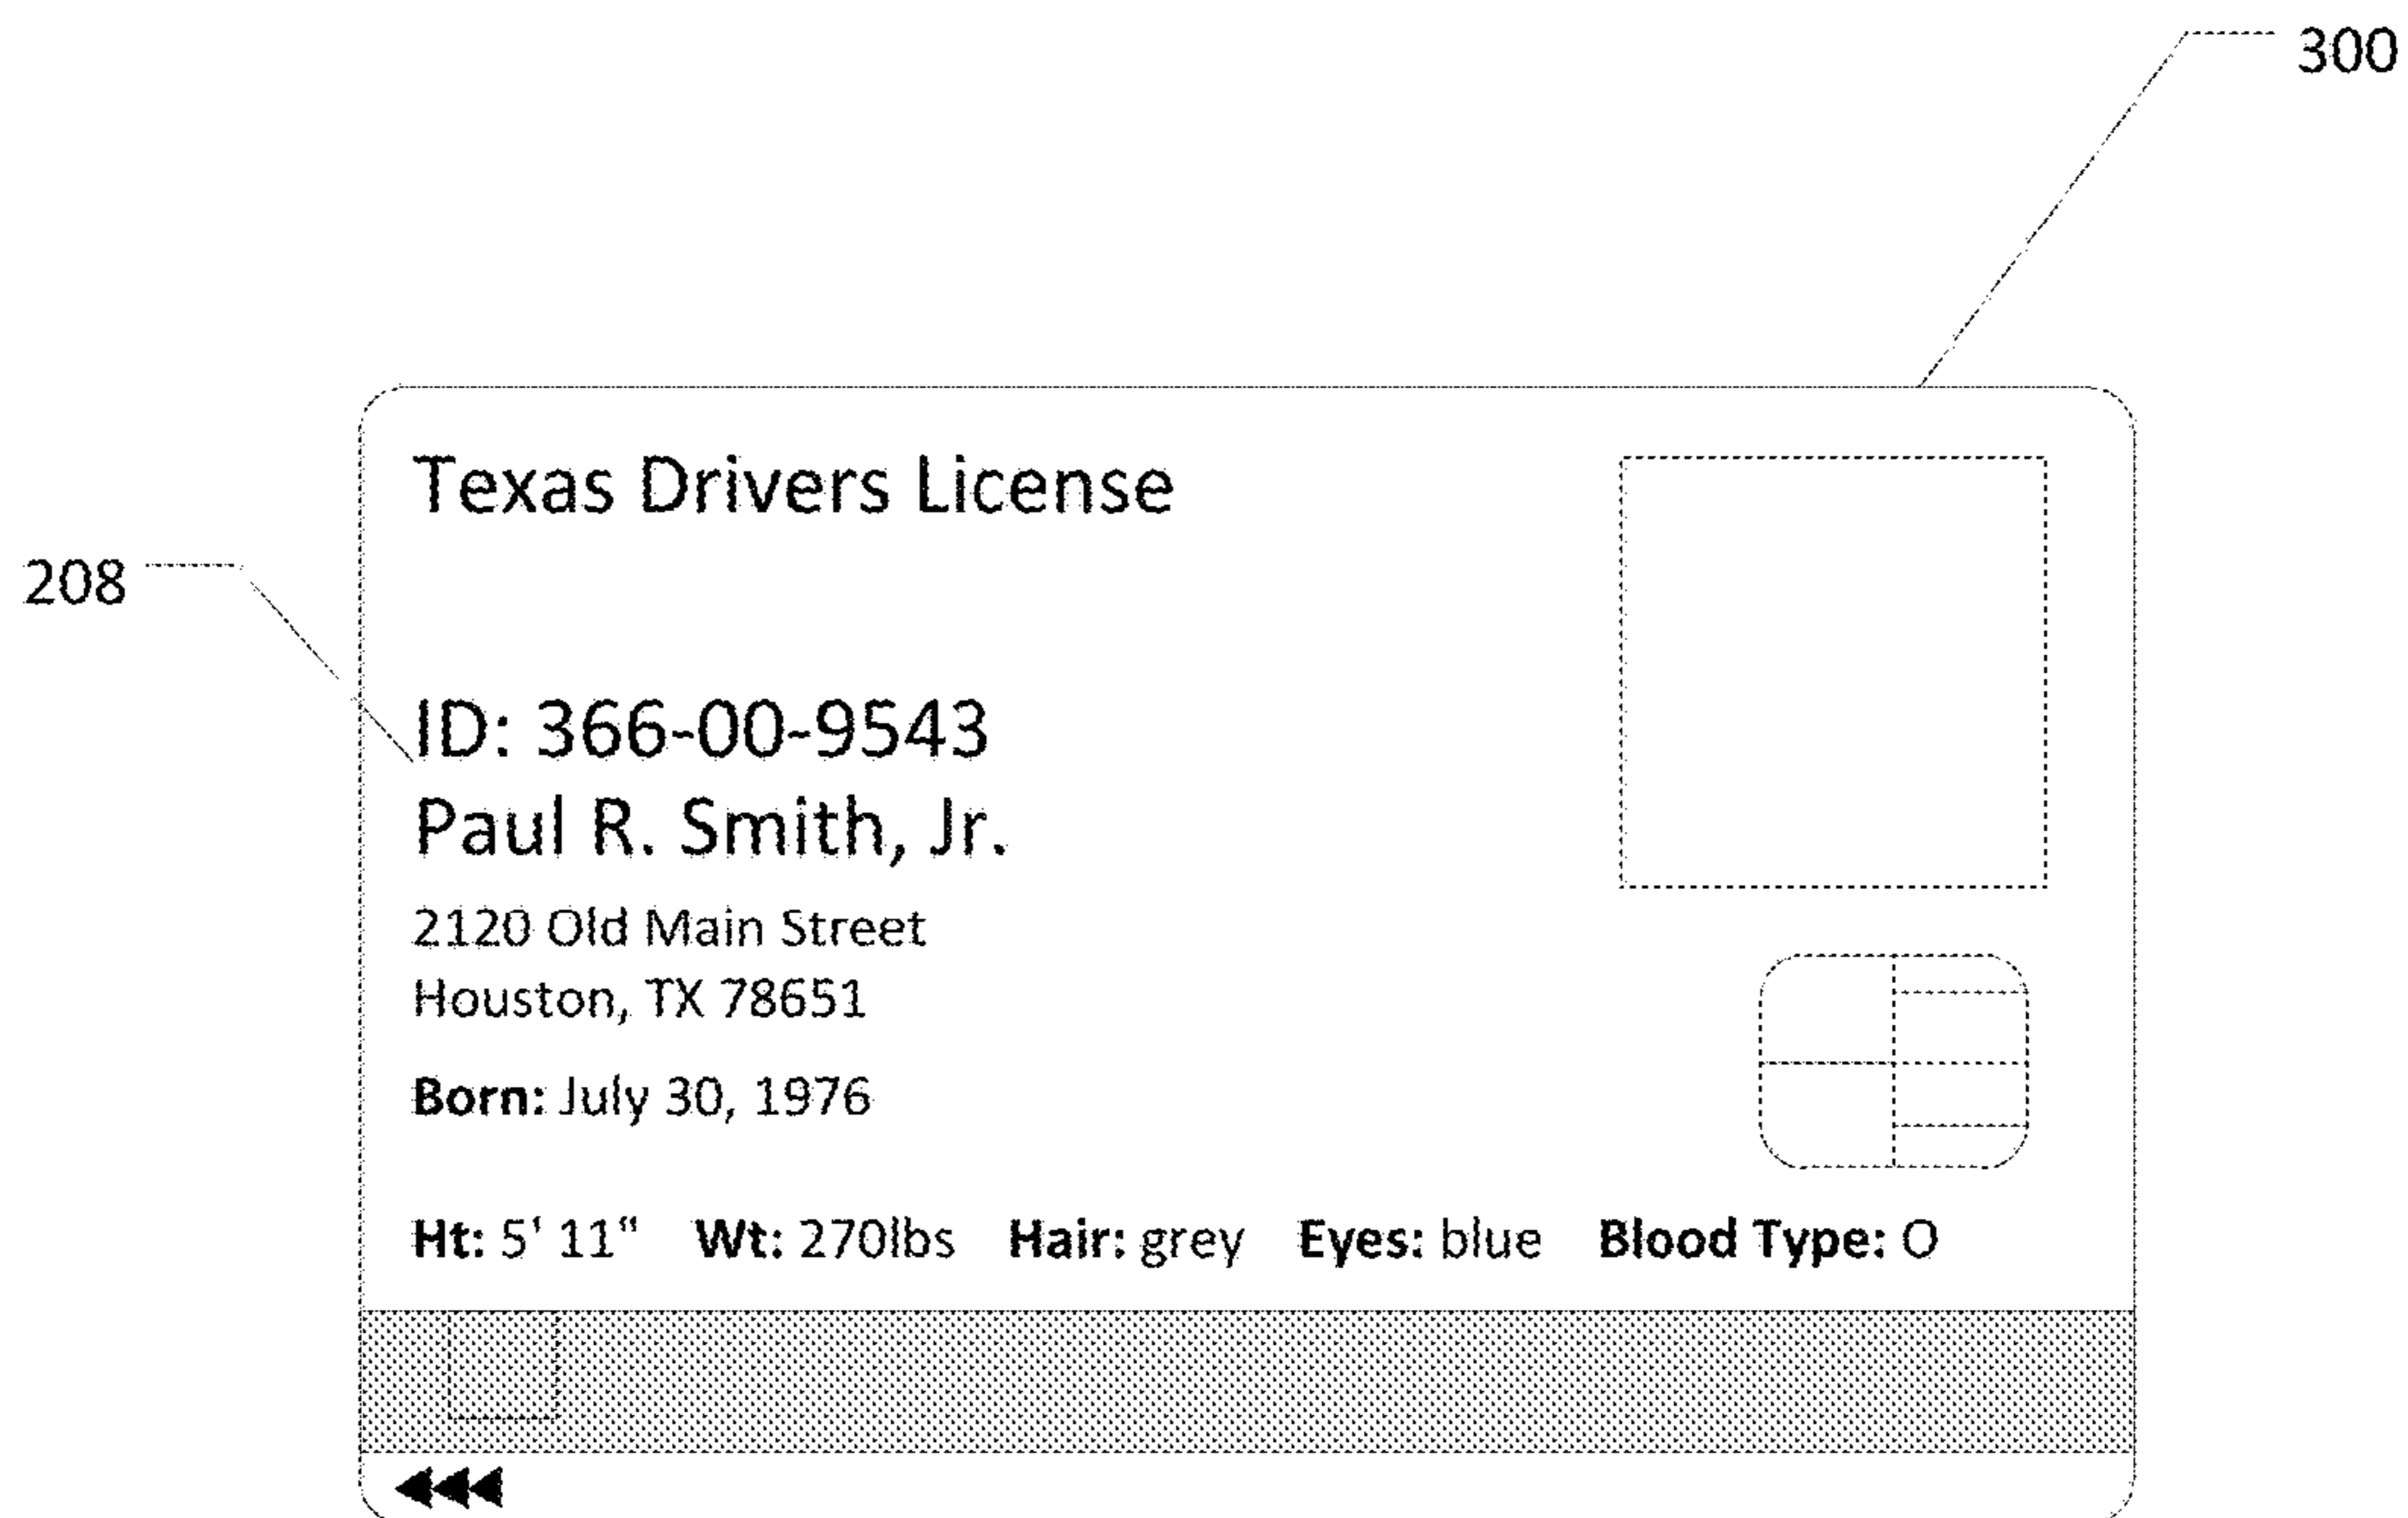 300
Texas Drivers License
208
ID: 366-00-9543
Paul R. Smith, Jr.
2120 Old Main Street
Houston, TX 78651
Born: July 30, 1976
Ht: 5' 11" Wt: 270lbs Hair: grey Eyes: blue Blood Type: O